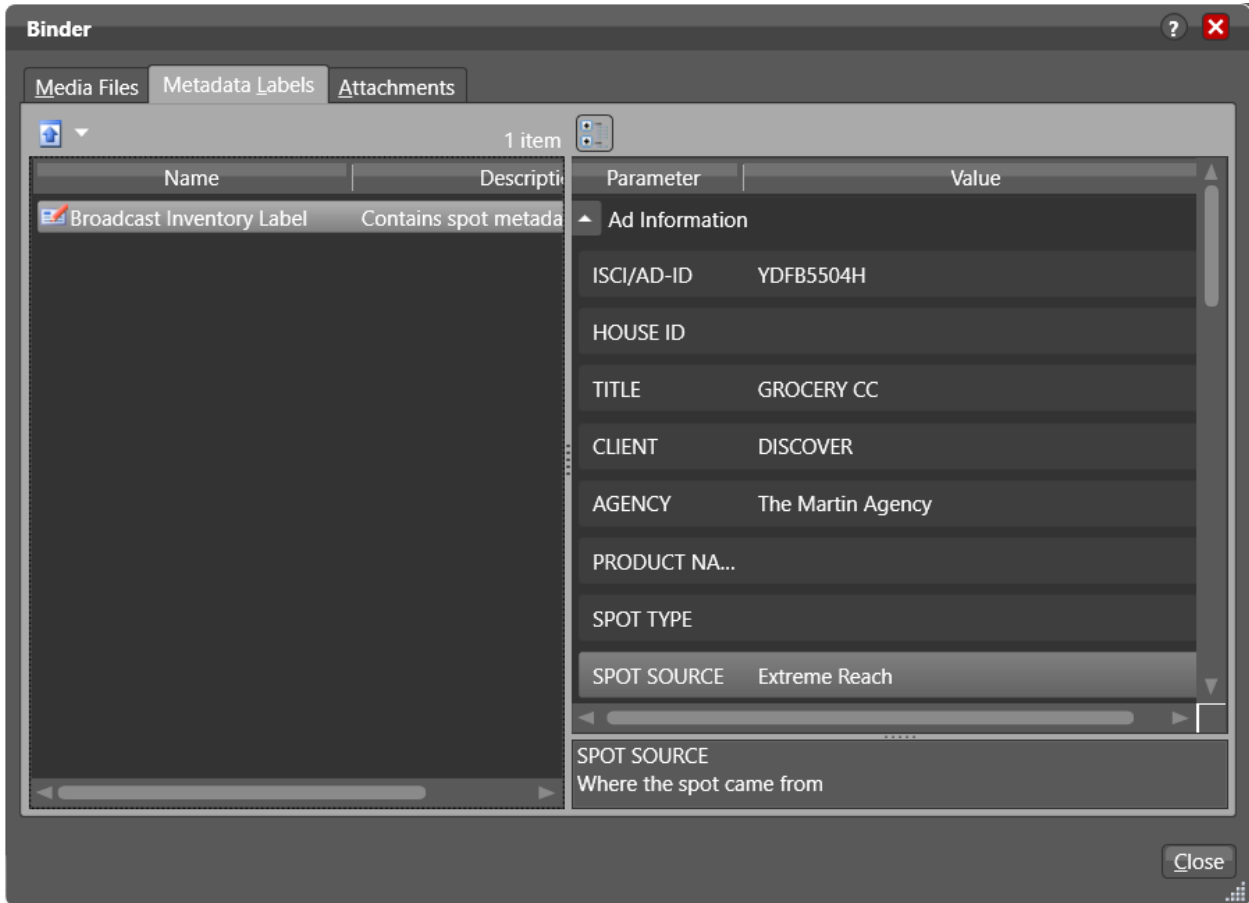 Binder
?
Media Files Metadata Labels Attachments
1 item
Name Descripti
Broadcast Inventory Label Contains spot metada
Parameter Value
Ad Information
ISCI/AD-ID YDFB5504H
HOUSE ID
TITLE GROCERY CC
CLIENT DISCOVER
AGENCY The Martin Agency
PRODUCT NA...
SPOT TYPE
SPOT SOURCE Extreme Reach
SPOT SOURCE
Where the spot came from
Close